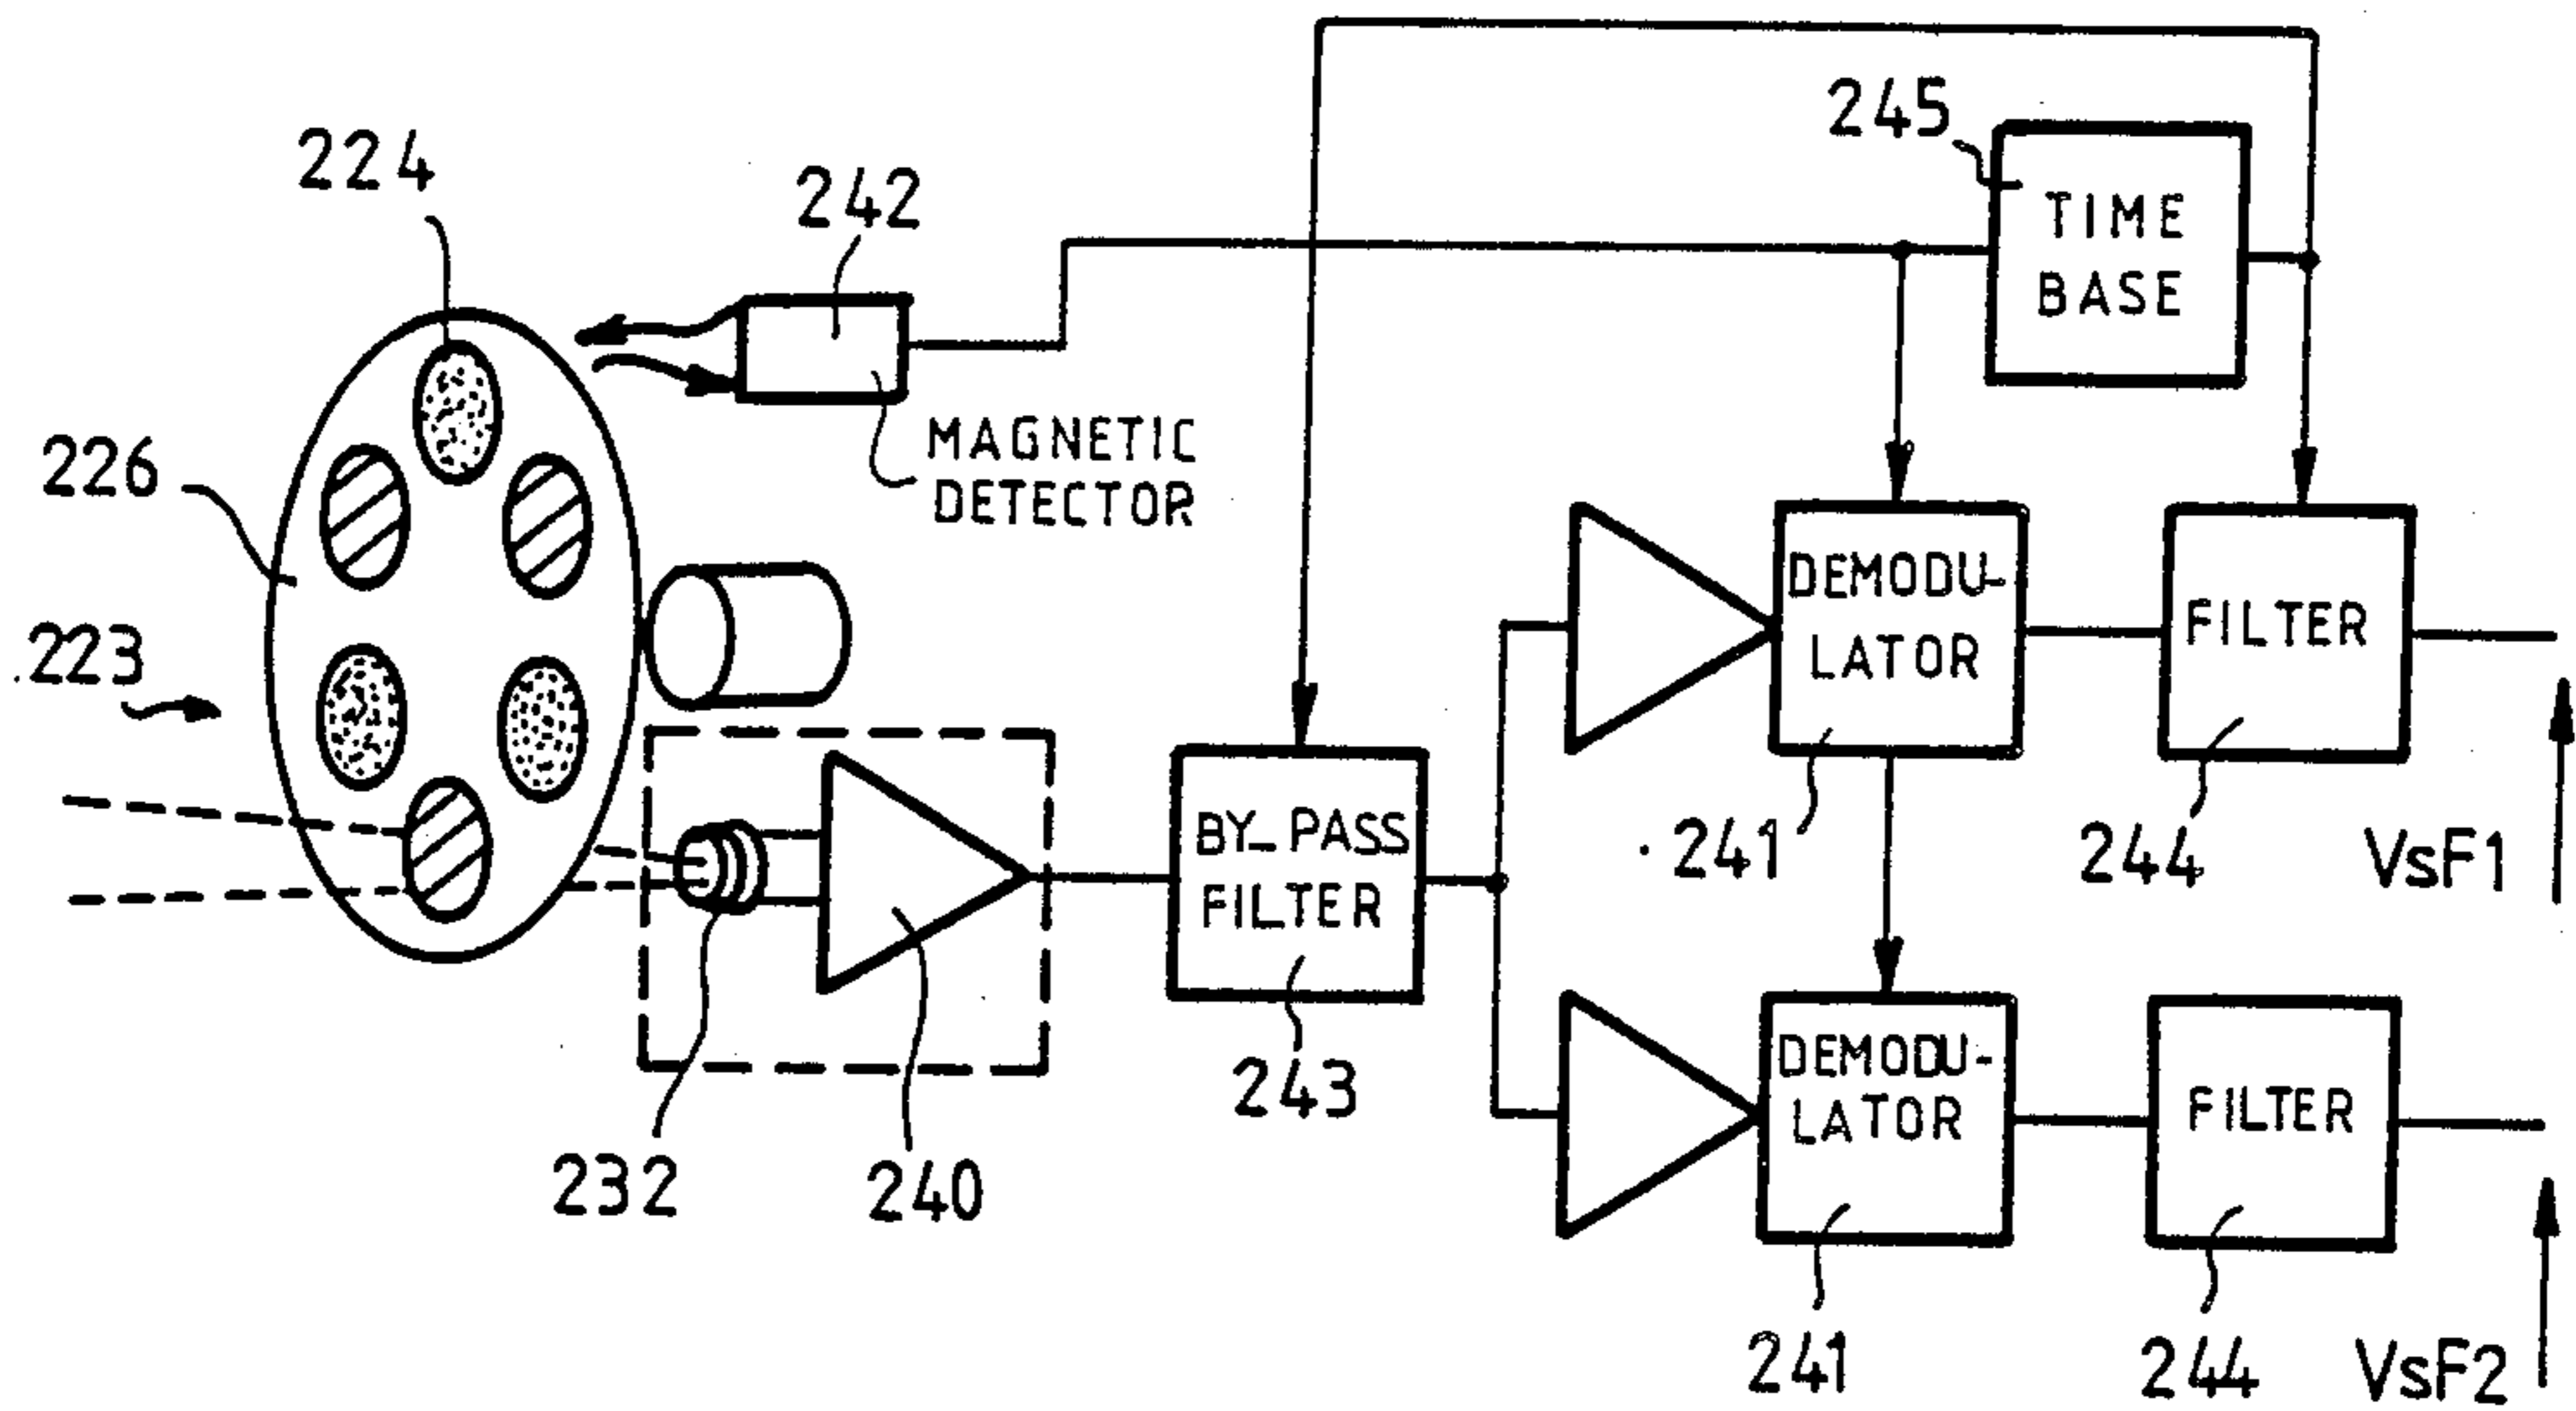 224
242
245
TIME
BASE
226
MAGNETIC
DETECTOR
223
DEMODU-
LATOR
FILTER
BY-PASS
FILTER
241
244
VsF1
232
240
243
DEMODU-
LATOR
FILTER
241
244
VsF2